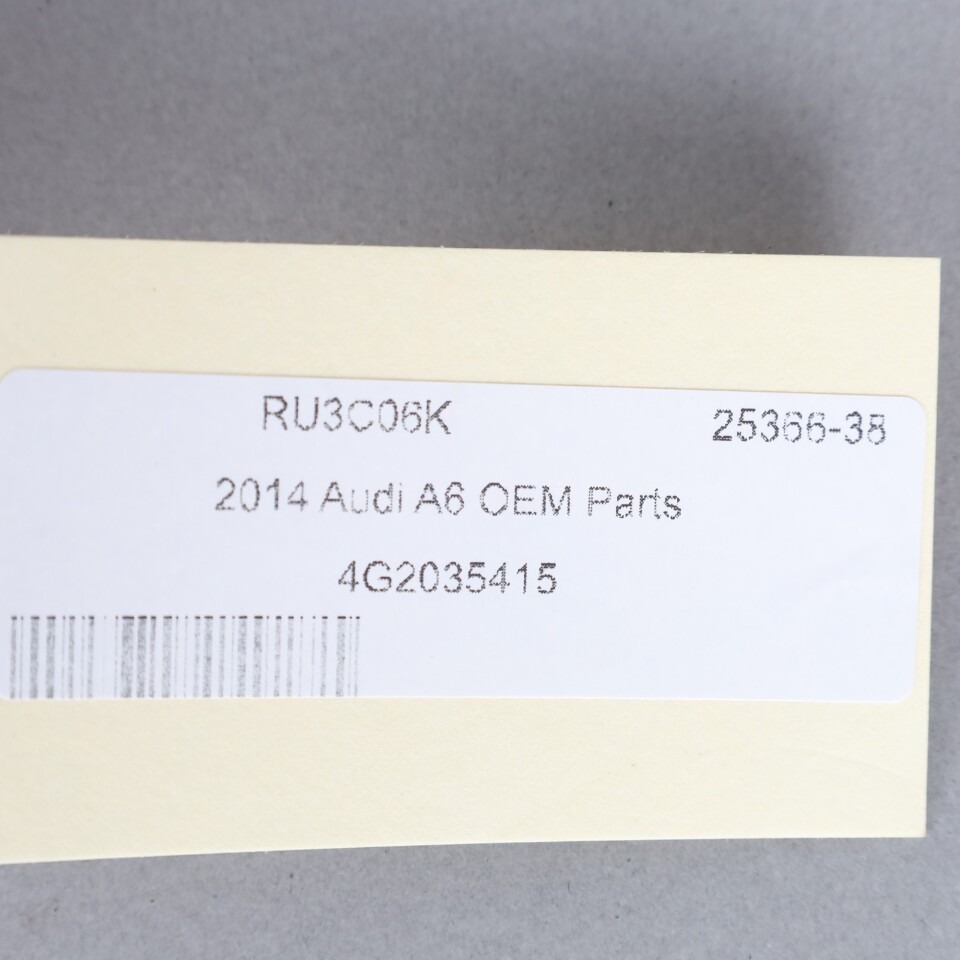 RU3C06K 25366-38
2014 Audi A6 OEM Parts
4G2035415